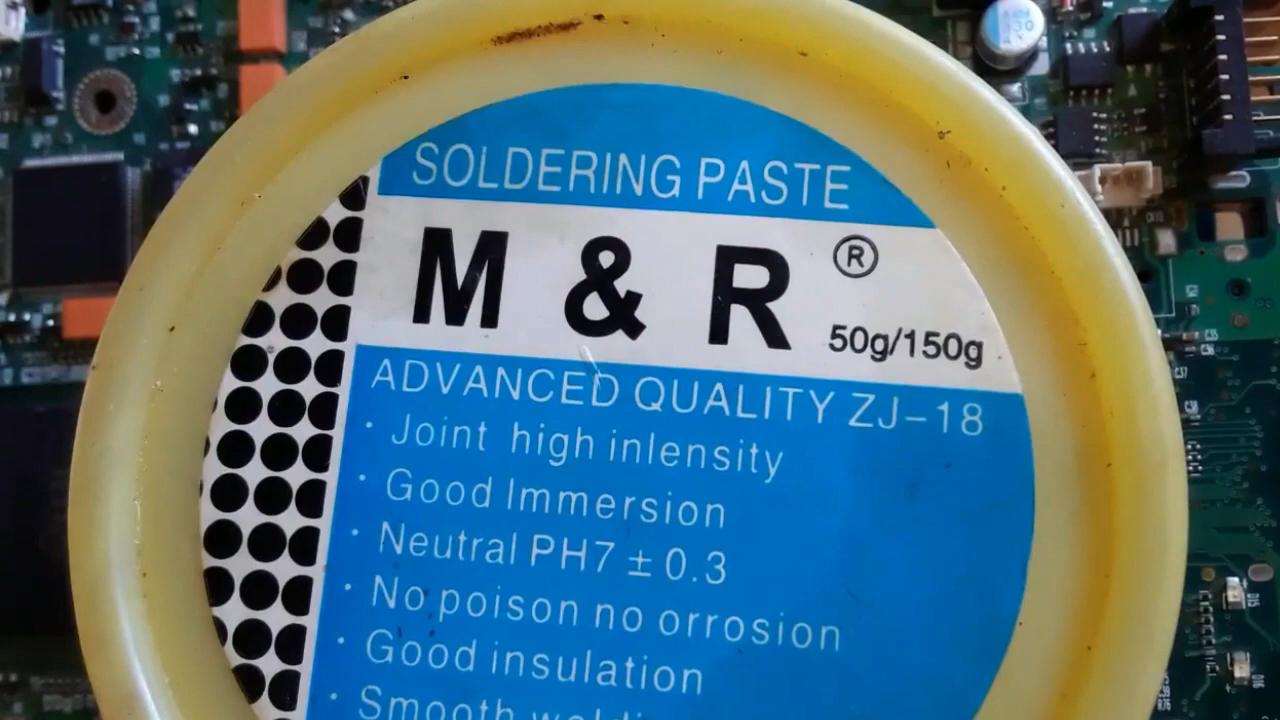 SOLDERING PASTE
M & R ®
50g/150g
ADVANCED QUALITY ZJ-18
· Joint high inlensity
· Good Immersion
· Neutral PH7 ± 0.3
· No poison no orrosion
· Good insulation
· Smooth